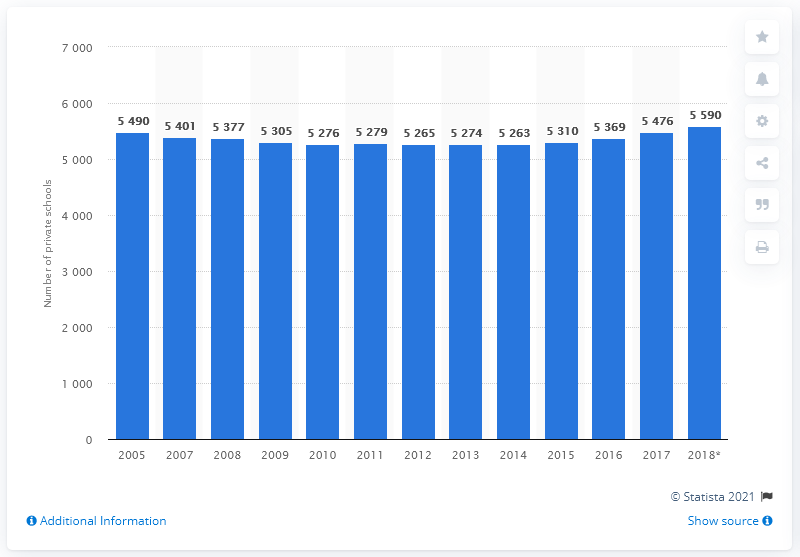 7 000
6 000
5 000
4 000
3 000
2 000
1 000
0
Number of private schools
5 490 5 401 5 377 5 305 5 276 5 279 5 265 5 274 5 263 5 310 5 369 5 476 5 590
2005 2007 2008 2009 2010 2011 2012 2013 2014 2015 2016 2017 2018*
© Statista 2021
Additional Information
Show source